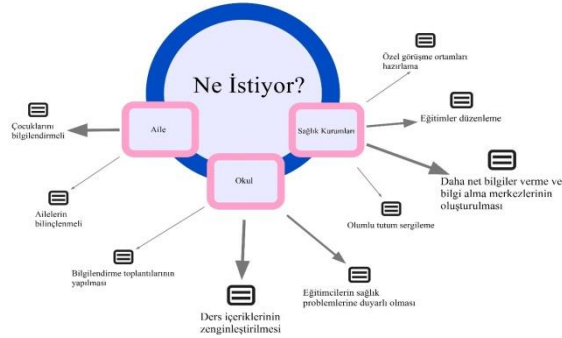 Ne İstiyor?
Aile
Sağlık Kurumları
Okul
Özel görüşme ortamları
hazırlama
Eğitimler düzenleme
Daha net bilgiler verme ve
bilgi alma merkezlerinin
oluşturulması
Olumlu tutum sergileme
Çocuklarını
bilgilendirmeli
Ailelerin
bilinçlenmeli
Bilgilendirme toplantılarının
yapılması
Ders içeriklerinin
zenginleştirilmesi
Eğitimcilerin sağlık
problemlerine duyarlı olması